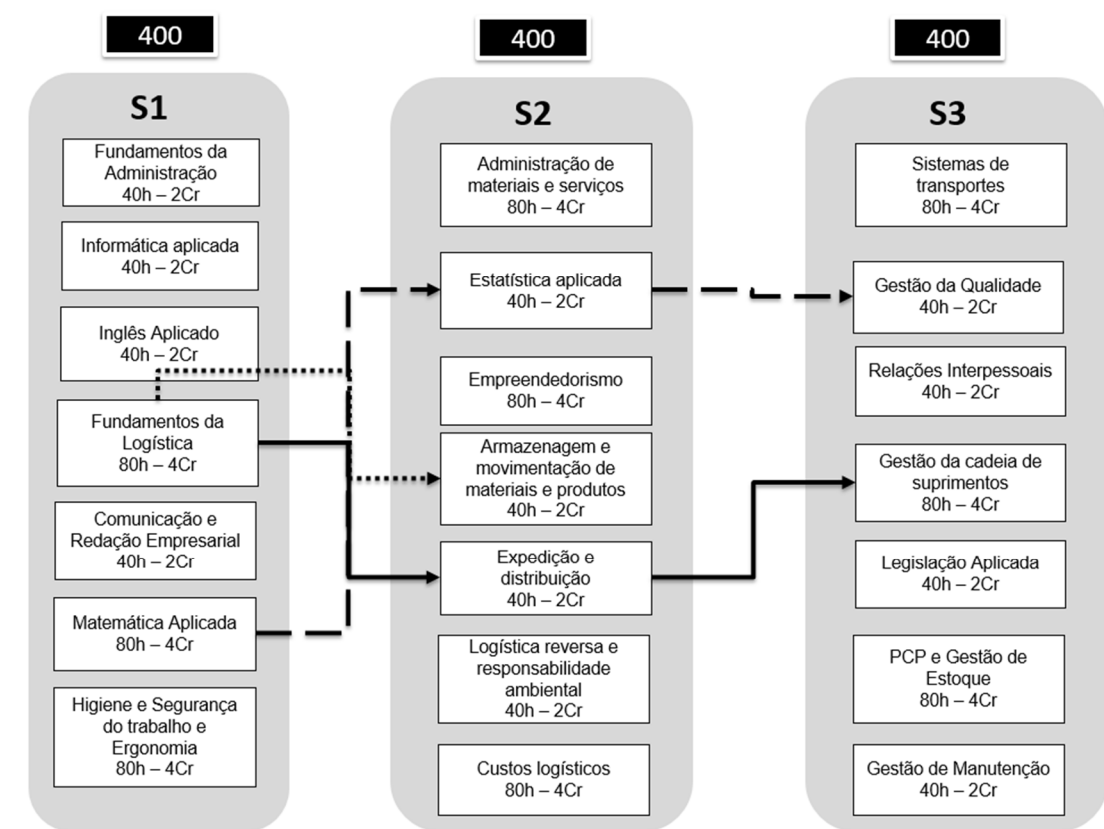 400
S1
Fundamentos da
Administração
40h – 2Cr
Informática aplicada
40h – 2Cr
Inglês Aplicado
40h – 2Cr
Fundamentos da
Logística
80h – 4Cr
Comunicação e
Redação Empresarial
40h – 2Cr
Matemática Aplicada
80h – 4Cr
Higiene e Segurança
do trabalho e
Ergonomia
80h – 4Cr
400
S2
Administração de
materiais e serviços
80h – 4Cr
Estatística aplicada
40h – 2Cr
Empreendedorismo
80h – 4Cr
Armazenagem e
movimentação de
materiais e produtos
40h – 2Cr
Expedição e
distribuição
40h – 2Cr
Logística reversa e
responsabilidade
ambiental
40h – 2Cr
Custos logísticos
80h – 4Cr
400
S3
Sistemas de
transportes
80h – 4Cr
Gestão da Qualidade
40h – 2Cr
Relações Interpessoais
40h – 2Cr
Gestão da cadeia de
suprimentos
80h – 4Cr
Legislação Aplicada
40h – 2Cr
PCP e Gestão de
Estoque
80h – 4Cr
Gestão de Manutenção
40h – 2Cr